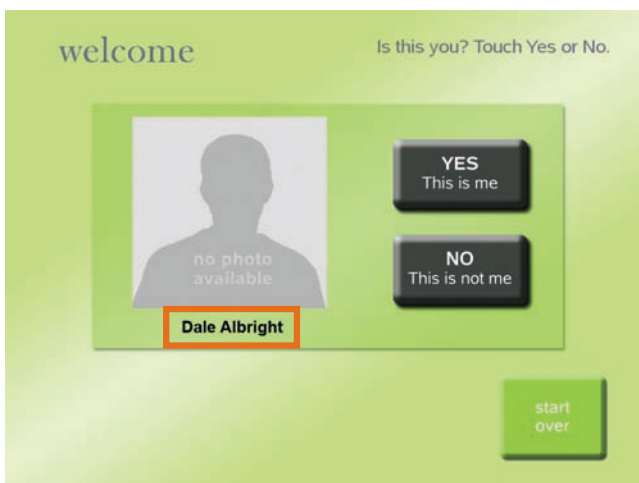 welcome
Is this you? Touch Yes or No.
no photo
available
Dale Albright
YES
This is me
NO
This is not me
start
over